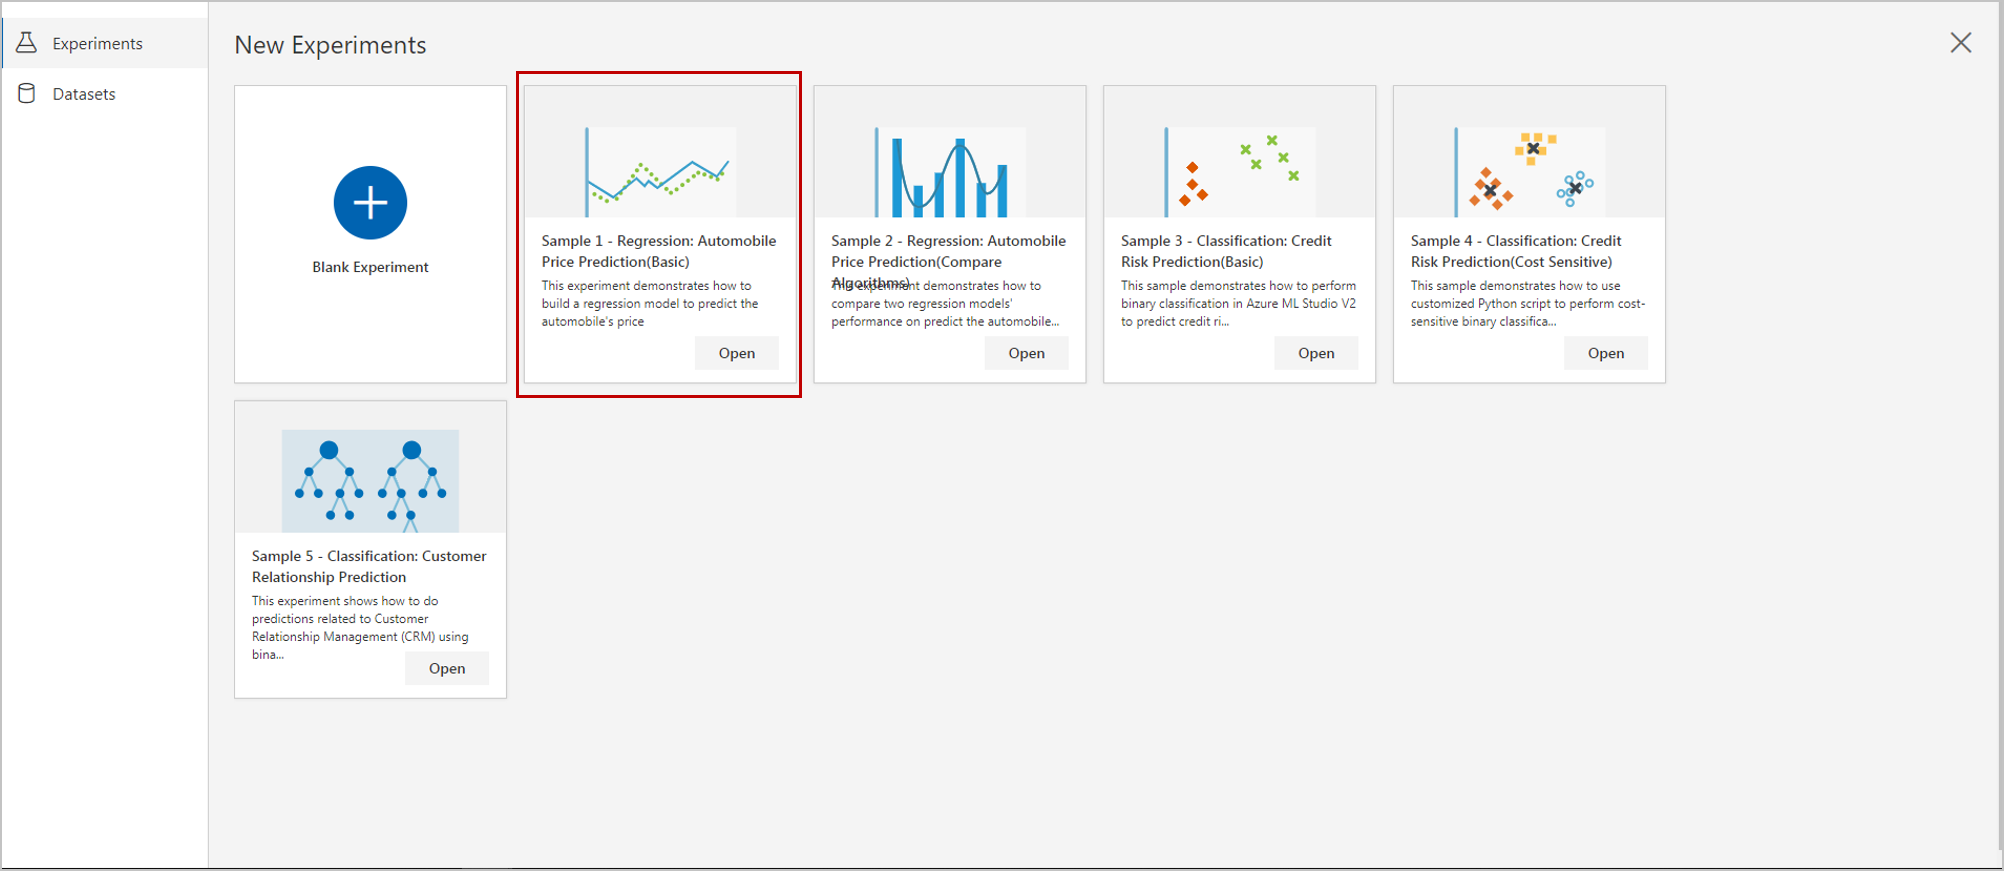 Experiments
Datasets
New Experiments
Blank Experiment
Sample 1 - Regression: Automobile
Price Prediction(Basic)
This experiment demonstrates how to
build a regression model to predict the
automobile's price
Open
Sample 2 - Regression: Automobile
Price Prediction(Compare
Algorithms)
This experiment demonstrates how to
compare two regression models'
performance on predict the automobile...
Open
Sample 3 - Classification: Credit
Risk Prediction(Basic)
This sample demonstrates how to perform
binary classification in Azure ML Studio V2
to predict credit ri...
Open
Sample 4 - Classification: Credit
Risk Prediction(Cost Sensitive)
This sample demonstrates how to use
customized Python script to perform cost-
sensitive binary classifica...
Open
Sample 5 - Classification: Customer
Relationship Prediction
This experiment shows how to do
predictions related to Customer
Relationship Management (CRM) using
bina...
Open